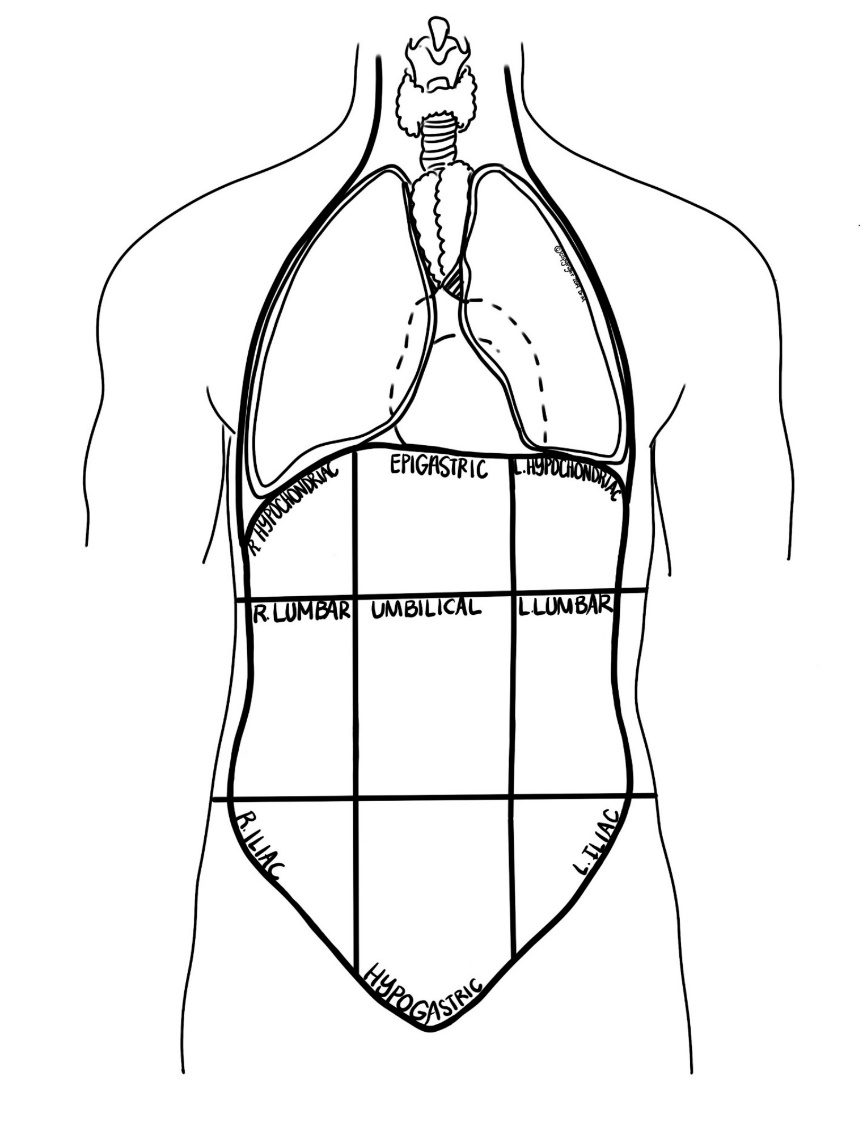 R. HYPOCHONDRIAC
EPIGASTRIC
L. HYPOCHONDRIAC
R. LUMBAR
UMBILICAL
L. LUMBAR
R. ILIAC
L. ILIAC
HYPOGASTRIC